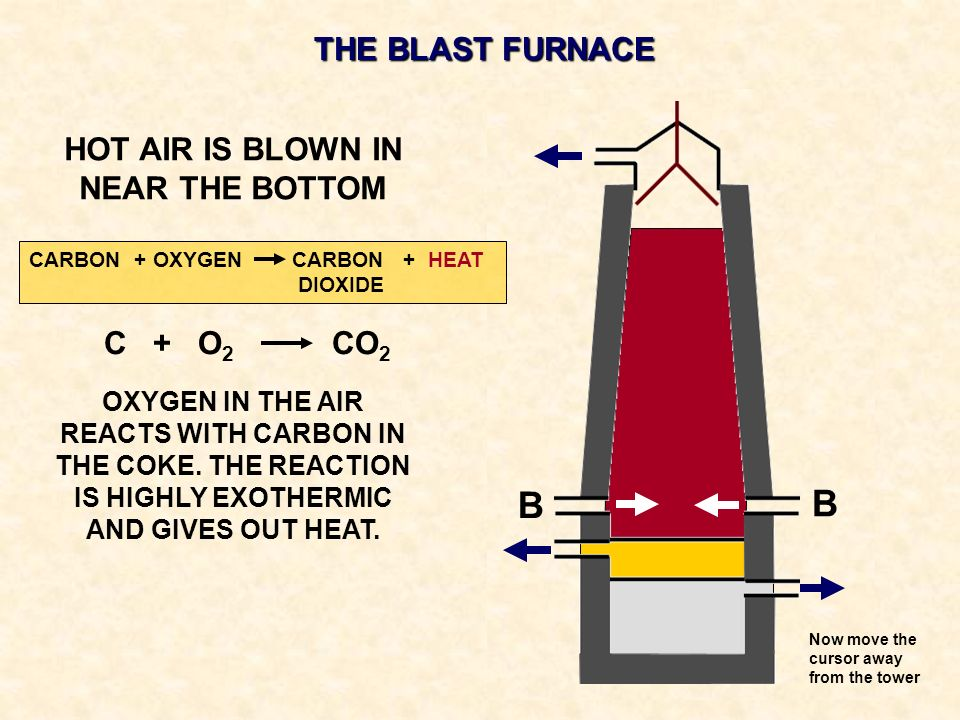 THE BLAST FURNACE
HOT AIR IS BLOWN IN
NEAR THE BOTTOM
CARBON + OXYGEN → CARBON + HEAT
DIOXIDE
C + O₂ → CO₂
OXYGEN IN THE AIR
REACTS WITH CARBON IN
THE COKE. THE REACTION
IS HIGHLY EXOTHERMIC
AND GIVES OUT HEAT.
B
B
Now move the
cursor away
from the tower